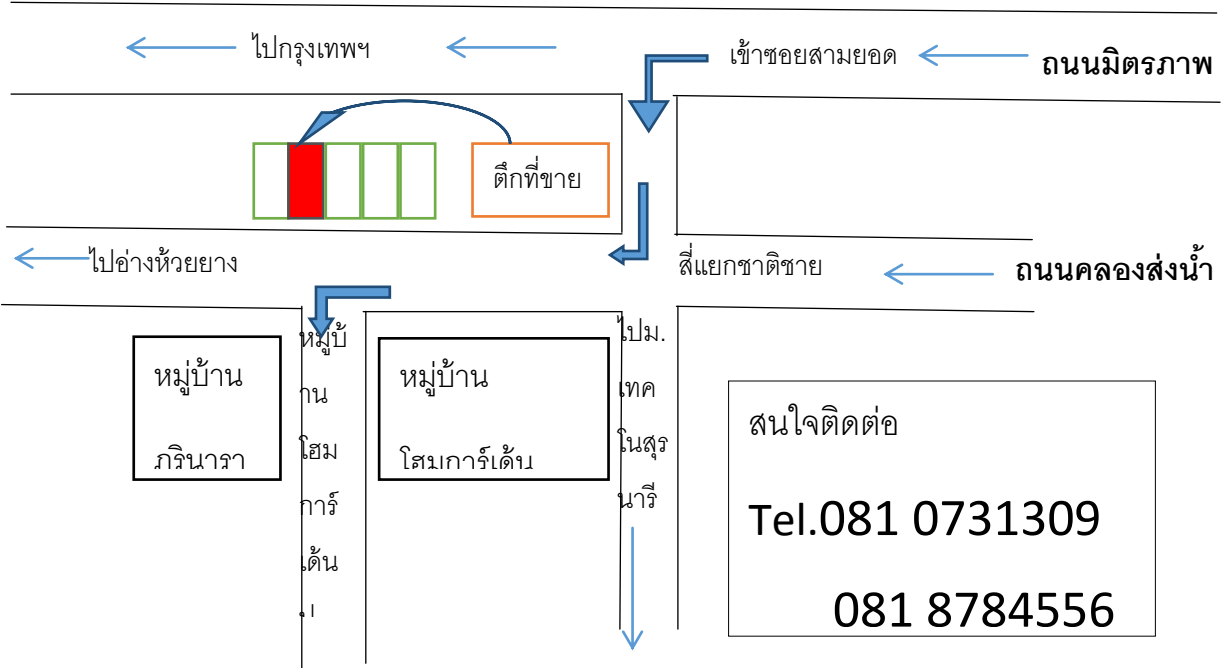 ไปกรุงเทพฯ
เข้าซอยสามยอด
ถนนมิตรภาพ
ตึกที่ขาย
ไปอ่างห้วยยาง
สี่แยกชาติชาย
ถนนคลองส่งน้ำ
หมู่บ้าน
ภรินารา
หมู่บ้
าน
โฮม
การ์
เด้น
หมู่บ้าน
โฮมการ์เด้น
ไปม.
เทค
โนสุร
นารี
สนใจติดต่อ
Tel.081 0731309
081 8784556